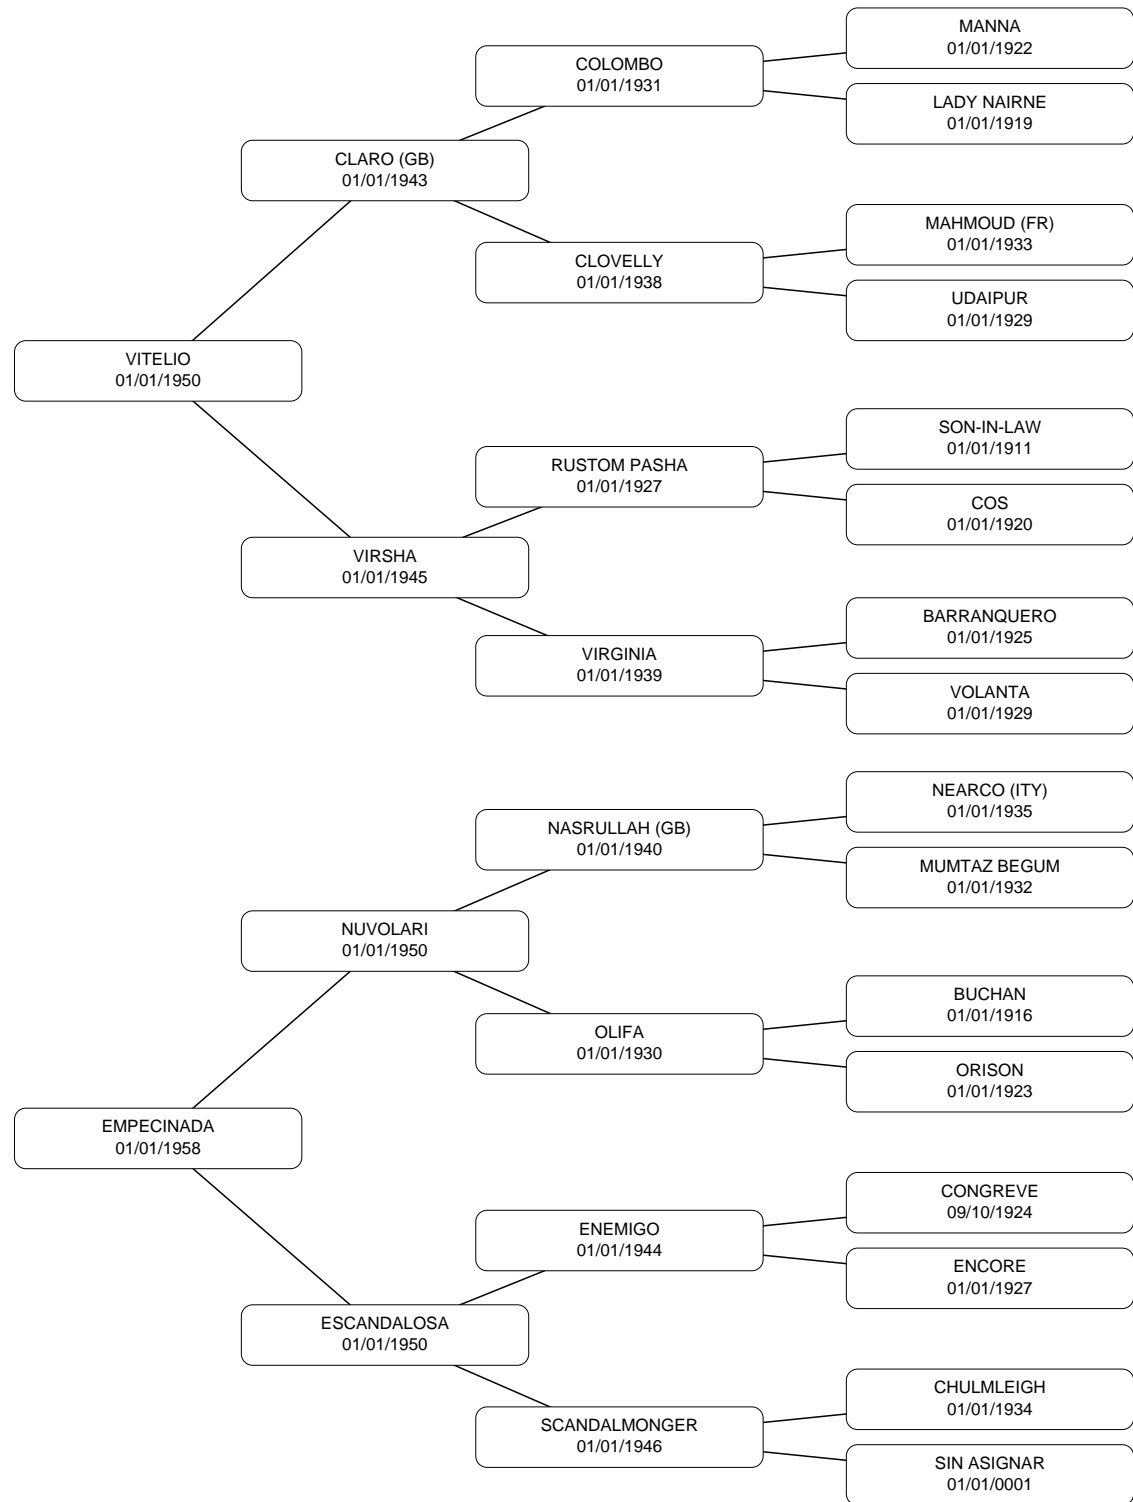 MANNA
01/01/1922
COLOMBO
01/01/1931
LADY NAIRNE
01/01/1919
CLARO (GB)
01/01/1943
MAHMOUD (FR)
01/01/1933
CLOVELLY
01/01/1938
UDAIPUR
01/01/1929
VITELIO
01/01/1950
SON-IN-LAW
01/01/1911
RUSTOM PASHA
01/01/1927
COS
01/01/1920
VIRSHA
01/01/1945
BARRANQUERO
01/01/1925
VIRGINIA
01/01/1939
VOLANTA
01/01/1929
NEARCO (ITY)
01/01/1935
NASRULLAH (GB)
01/01/1940
MUMTAZ BEGUM
01/01/1932
NUVOLARI
01/01/1950
BUCHAN
01/01/1916
OLIFA
01/01/1930
ORISON
01/01/1923
EMPECINADA
01/01/1958
CONGREVE
09/10/1924
ENEMIGO
01/01/1944
ENCORE
01/01/1927
ESCANDALOSA
01/01/1950
CHULMLEIGH
01/01/1934
SCANDALMONGER
01/01/1946
SIN ASIGNAR
01/01/0001